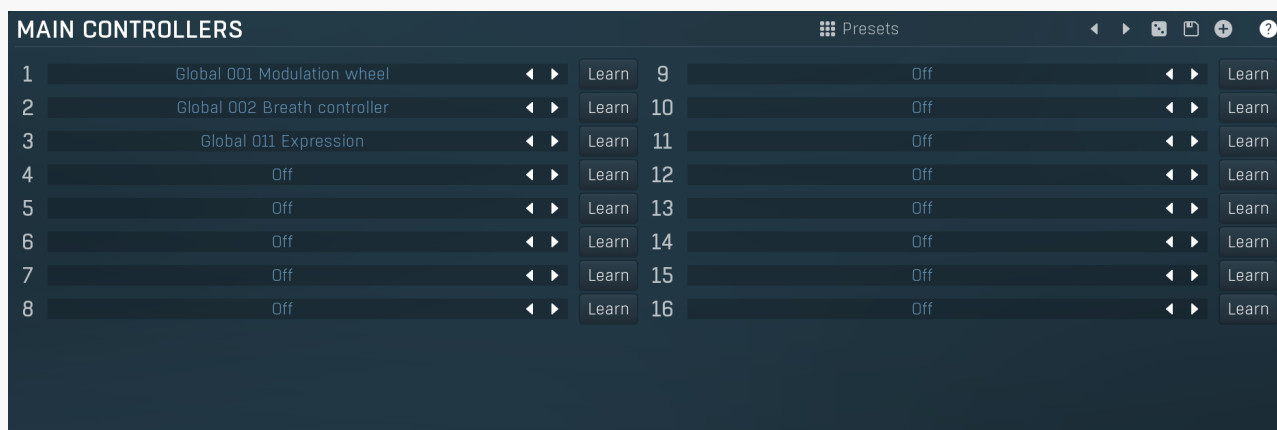 MAIN CONTROLLERS
Presets
?
1 Global 001 Modulation wheel Learn 9 Off Learn
2 Global 002 Breath controller Learn 10 Off Learn
3 Global 011 Expression Learn 11 Off Learn
4 Off Learn 12 Off Learn
5 Off Learn 13 Off Learn
6 Off Learn 14 Off Learn
7 Off Learn 15 Off Learn
8 Off Learn 16 Off Learn